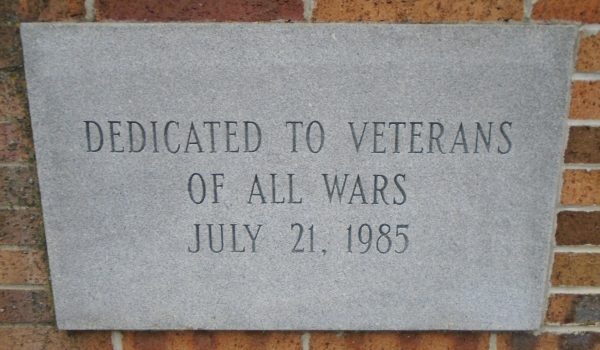 DEDICATED TO VETERANS
OF ALL WARS
JULY 21, 1985